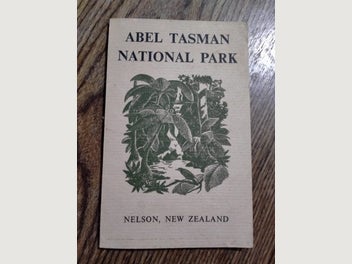 ABEL TASMAN
NATIONAL PARK
NELSON, NEW ZEALAND